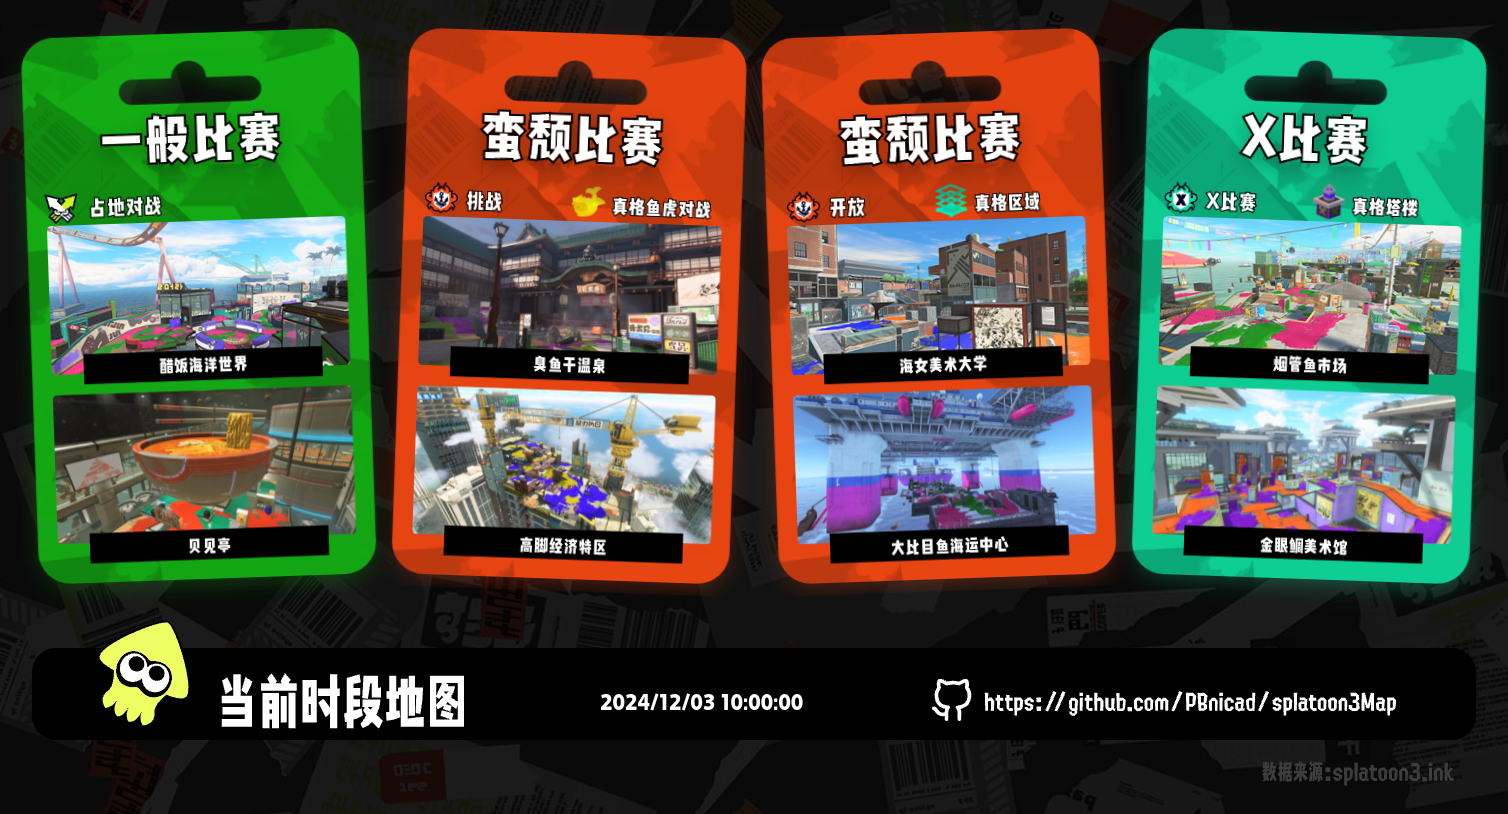 一般比赛
占地对战
醋饭海洋世界
贝见亭
蛮颓比赛
挑战
真格鱼虎对战
臭鱼干温泉
高脚经济特区
蛮颓比赛
开放
真格区域
海女美术大学
大比目鱼海运中心
X比赛
X比赛
真格塔楼
烟管鱼市场
金眼鲷美术馆
当前时段地图
2024/12/03 10:00:00
https://github.com/PBnicad/splatoon3Map
数据来源:splatoon3.ink